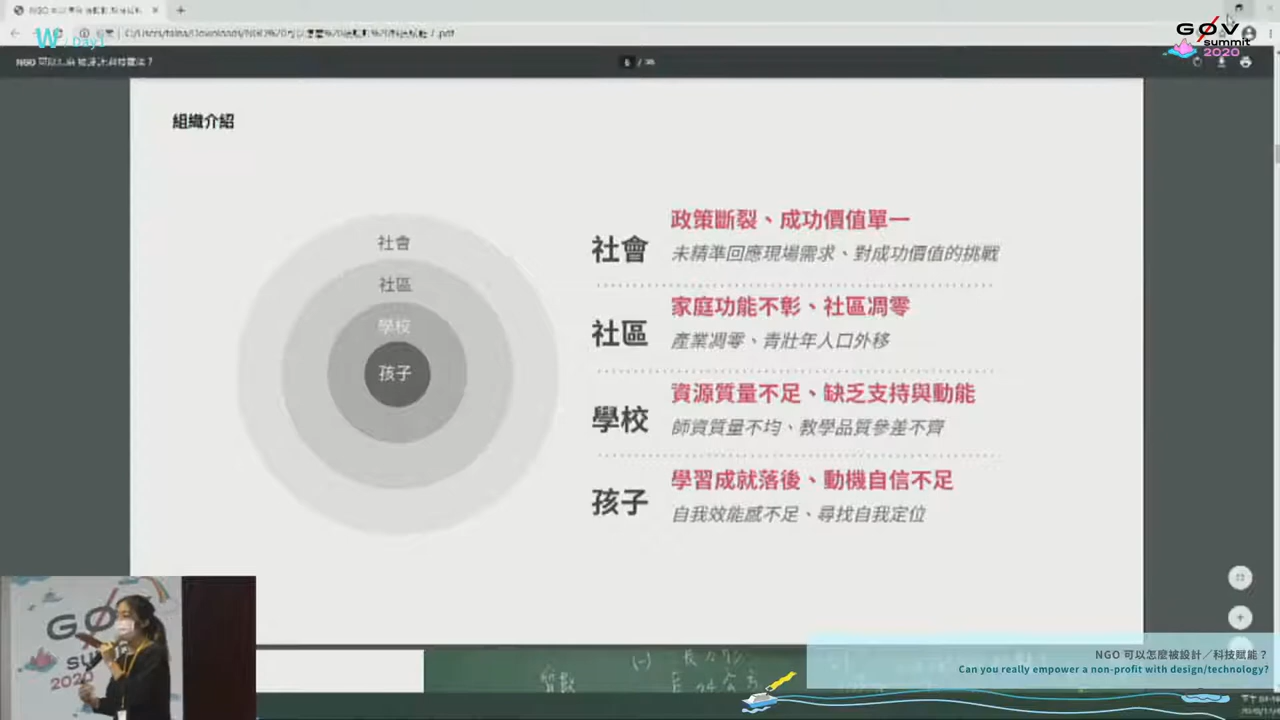 W
Day1
GØV
summit
2020
6 / 36
組織介紹
社會
社區
學校
孩子
社會
政策斷裂、成功價值單一
未精準回應現場需求、對成功價值的挑戰
社區
家庭功能不彰、社區凋零
產業凋零、青壯年人口外移
學校
資源質量不足、缺乏支持與動能
師資質量不均、教學品質參差不齊
孩子
學習成就落後、動機自信不足
自我效能感不足、尋找自我定位
GØV
su
2020
NGO 可以怎麼被設計／科技賦能？
Can you really empower a non-profit with design/technology?